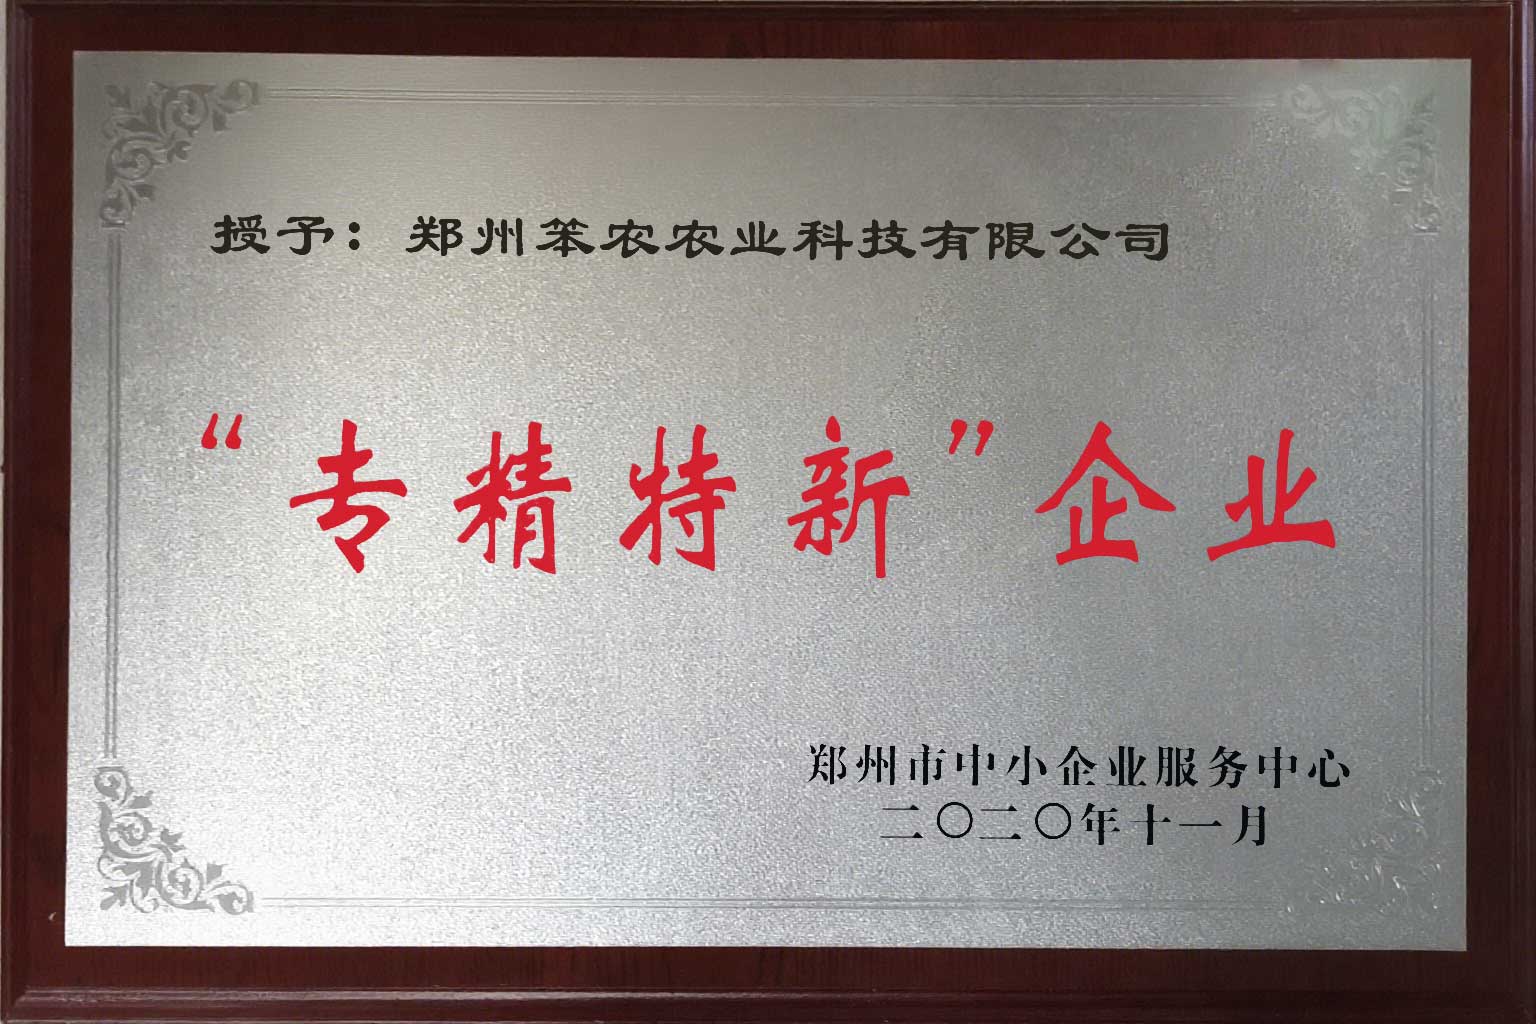 授予：郑州笨农农业科技有限公司
“专精特新”企业
郑州市中小企业服务中心
二〇二〇年十一月